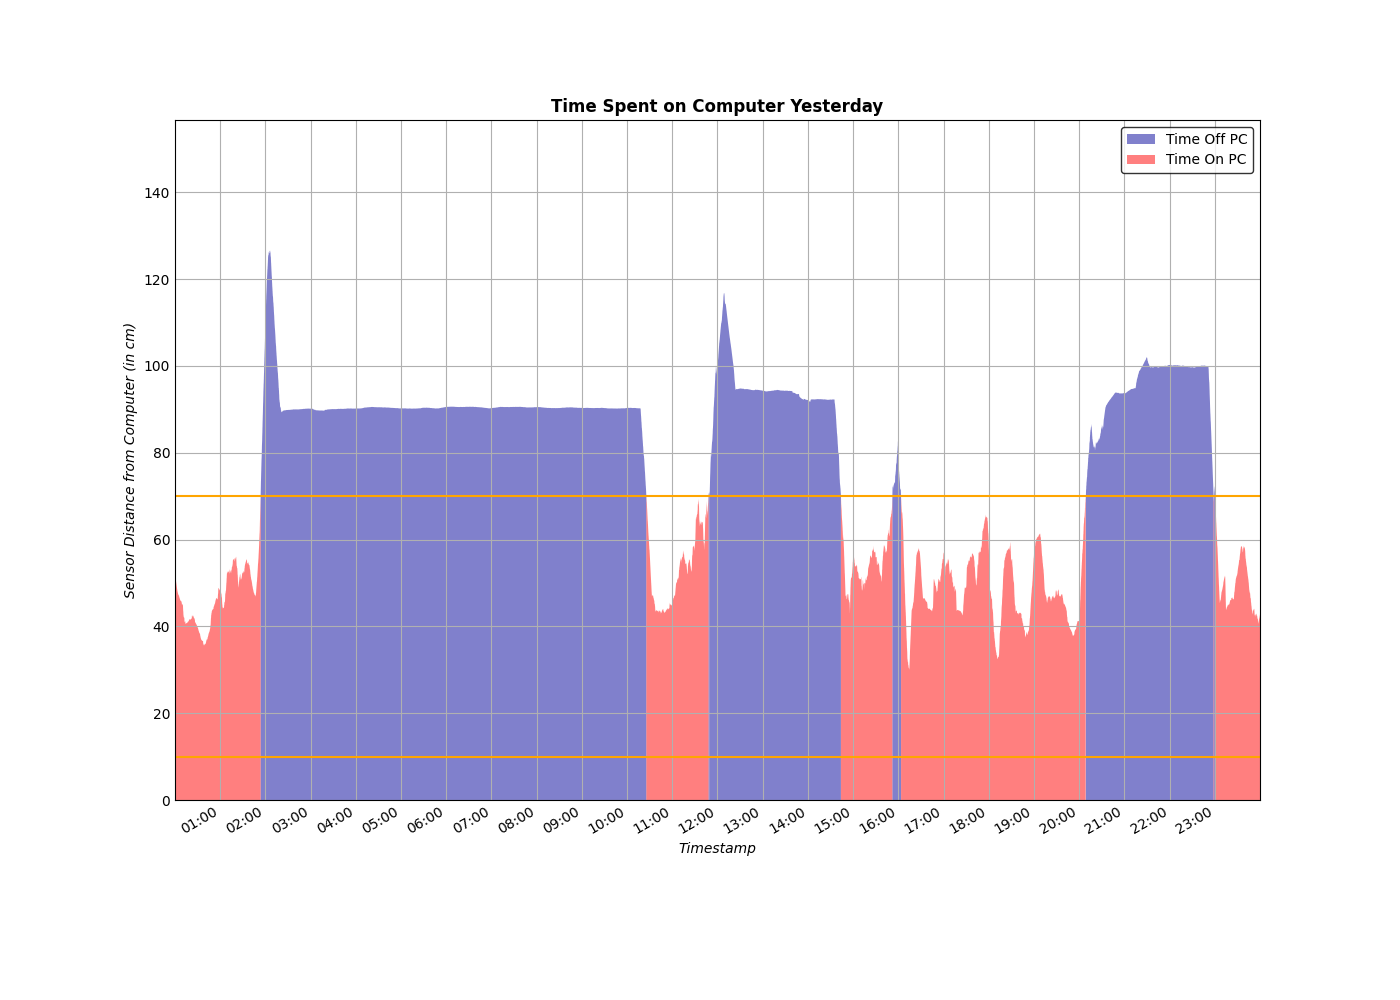 Time Spent on Computer Yesterday
Time Off PC
Time On PC
Sensor Distance from Computer (in cm)
140
120
100
80
60
40
20
0
01:00 02:00 03:00 04:00 05:00 06:00 07:00 08:00 09:00 10:00 11:00 12:00 13:00 14:00 15:00 16:00 17:00 18:00 19:00 20:00 21:00 22:00 23:00
Timestamp